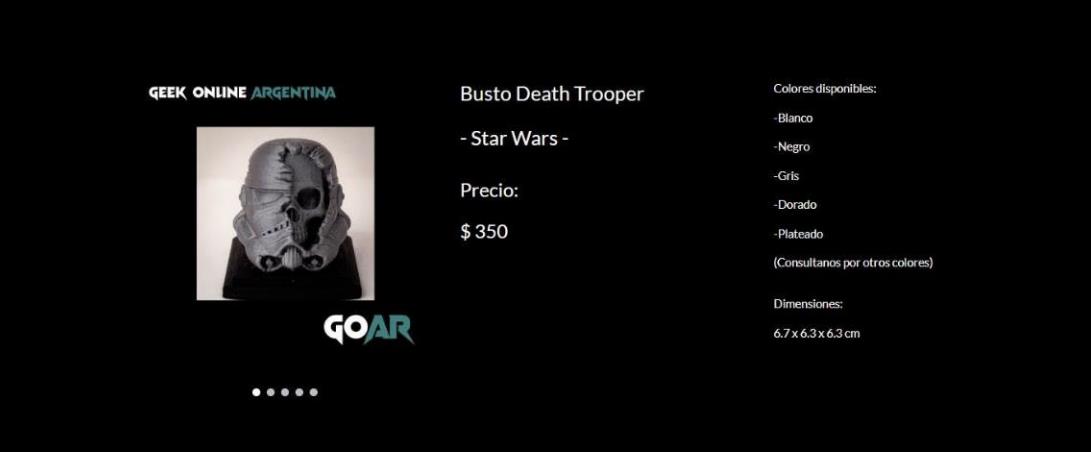 GEEK ONLINE ARGENTINA
GOAR
Busto Death Trooper
- Star Wars -
Precio:
$ 350
Colores disponibles:
-Blanco
-Negro
-Gris
-Dorado
-Plateado
(Consultanos por otros colores)
Dimensiones:
6.7 x 6.3 x 6.3 cm